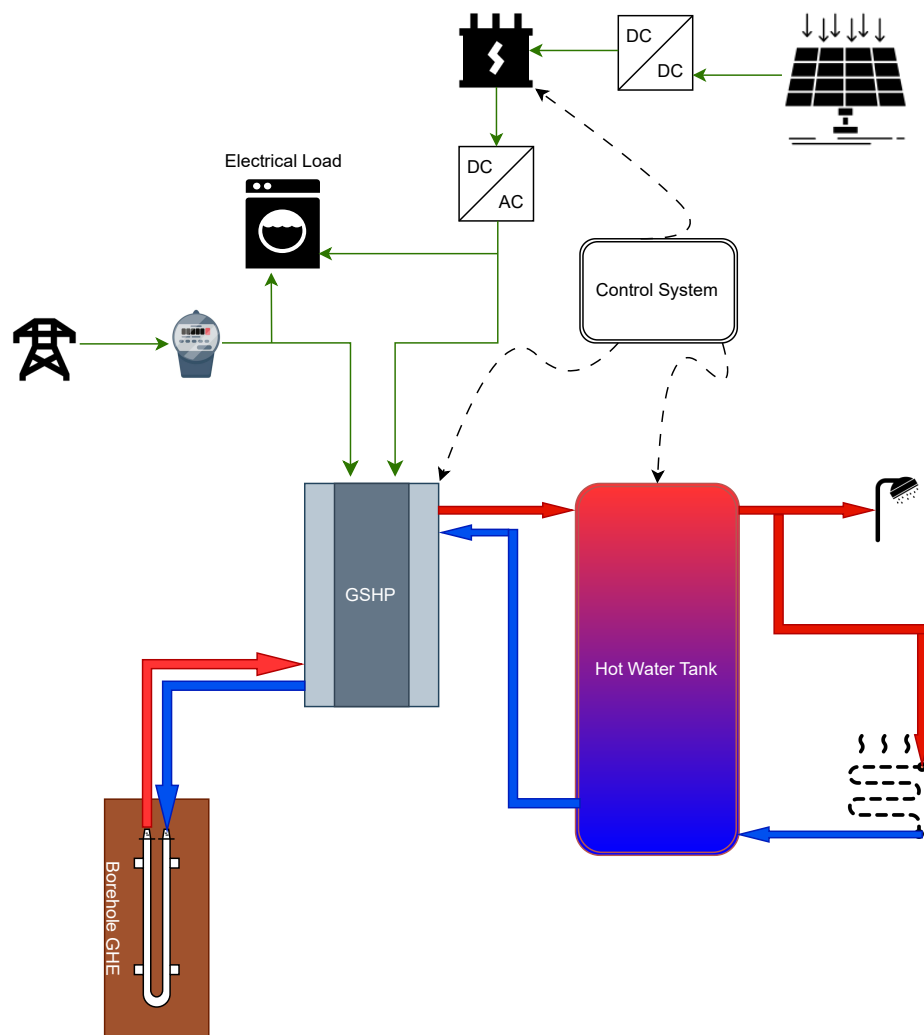 DC
DC
Electrical Load
DC
AC
Control System
GSHP
Hot Water Tank
Borehole GHE